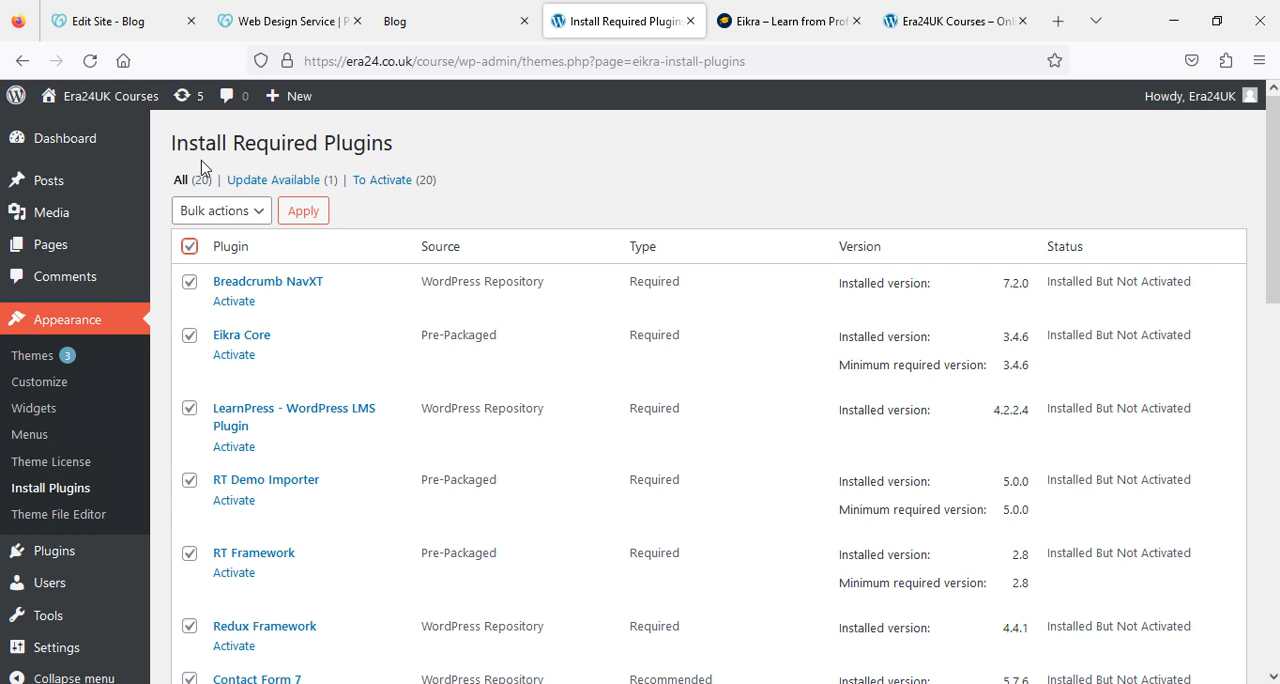 Edit Site - Blog
Web Design Service | P
Blog
Install Required Plugin
Eikra – Learn from Prof
Era24UK Courses – Onl
https://era24.co.uk/course/wp-admin/themes.php?page=eikra-install-plugins
Era24UK Courses 5 0 New Howdy, Era24UK
Dashboard
Posts
Media
Pages
Comments
Appearance
Themes 3
Customize
Widgets
Menus
Theme License
Install Plugins
Theme File Editor
Plugins
Users
Tools
Settings
Collapse menu
Install Required Plugins
All (20) | Update Available (1) | To Activate (20)
Bulk actions Apply
Plugin Source Type Version Status
Breadcrumb NavXT WordPress Repository Required Installed version: 7.2.0 Installed But Not Activated
Activate
Eikra Core Pre-Packaged Required Installed version: 3.4.6 Installed But Not Activated
Activate Minimum required version: 3.4.6
LearnPress - WordPress LMS WordPress Repository Required Installed version: 4.2.2.4 Installed But Not Activated
Plugin
Activate
RT Demo Importer Pre-Packaged Required Installed version: 5.0.0 Installed But Not Activated
Activate Minimum required version: 5.0.0
RT Framework Pre-Packaged Required Installed version: 2.8 Installed But Not Activated
Activate Minimum required version: 2.8
Redux Framework WordPress Repository Required Installed version: 4.4.1 Installed But Not Activated
Activate
Contact Form 7 WordPress Repository Recommended Installed version: 5.7.6 Installed But Not Activated